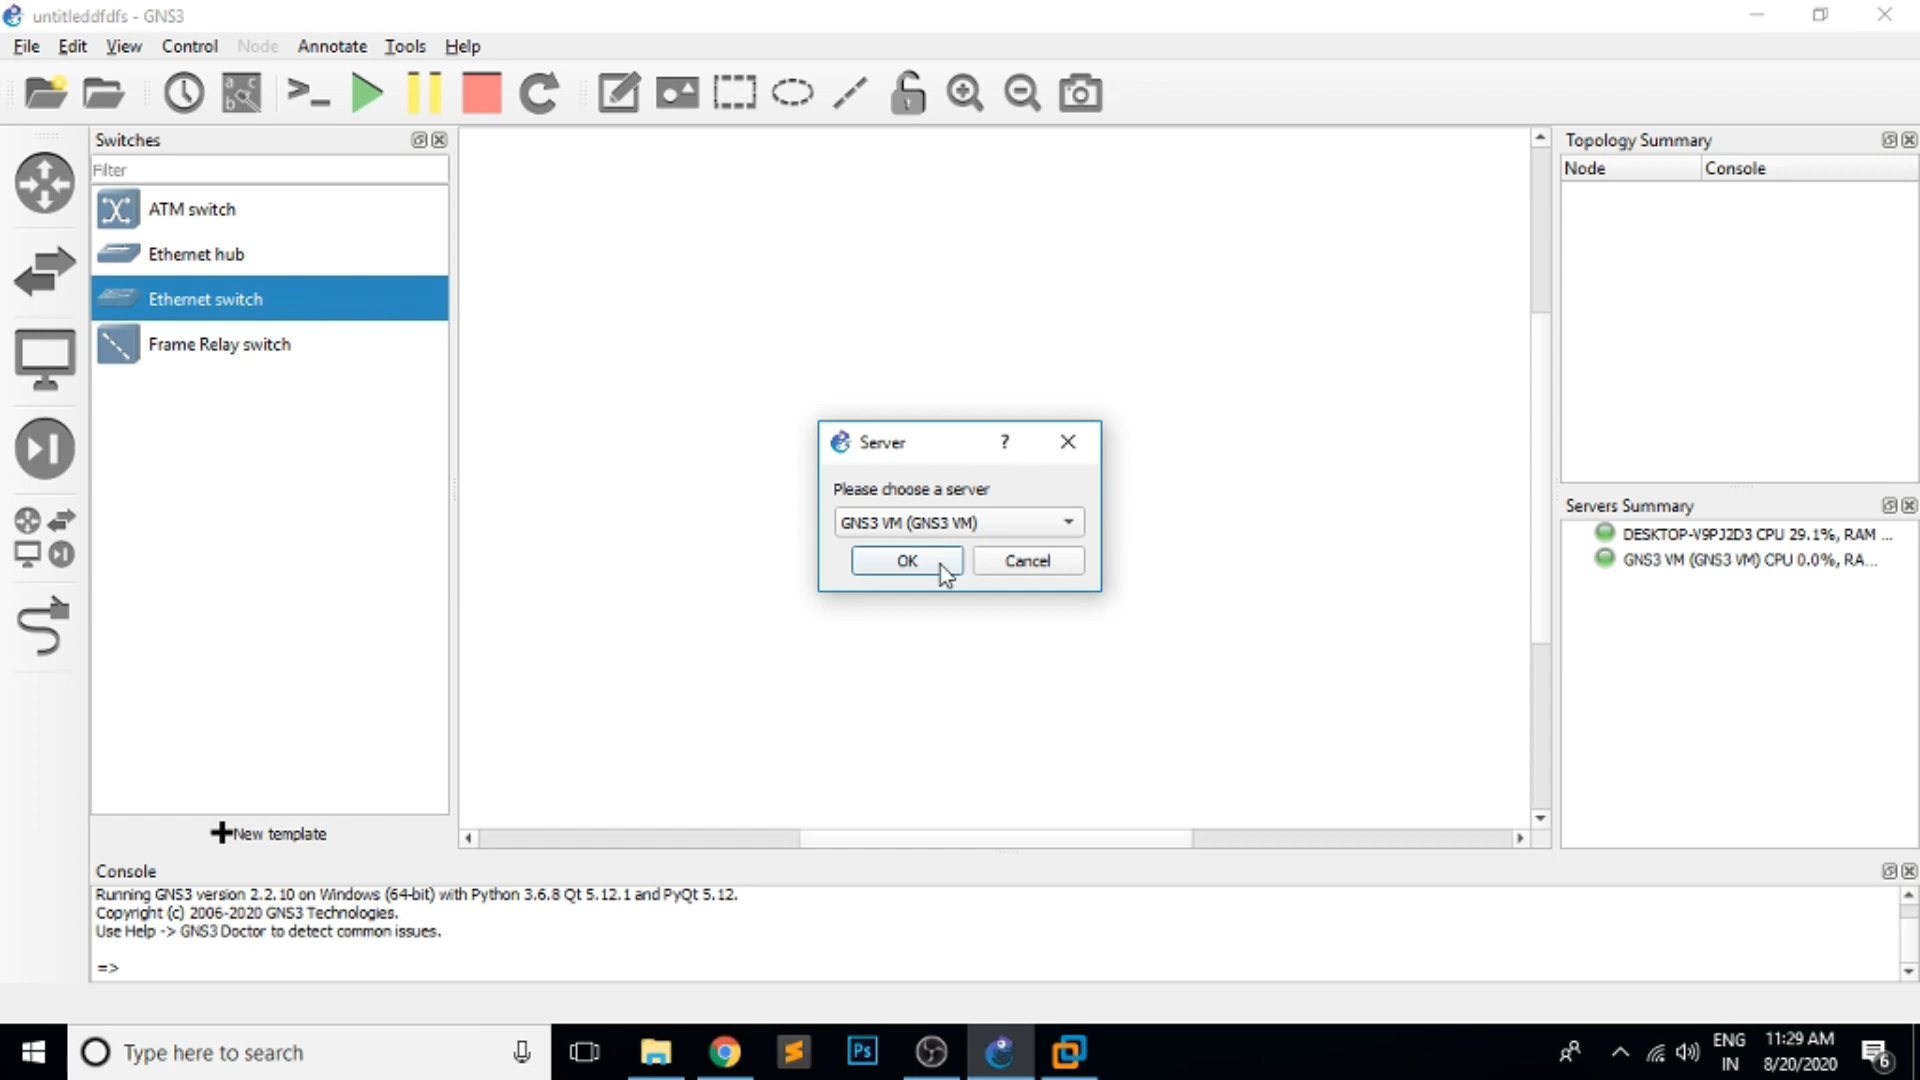 untitleddfdfs - GNS3
File Edit View Control Node Annotate Tools Help
Switches
Filter
ATM switch
Ethernet hub
Ethernet switch
Frame Relay switch
New template
Server ?
Please choose a server
GNS3 VM (GNS3 VM)
OK Cancel
Topology Summary
Node Console
Servers Summary
DESKTOP-V9PJ2D3 CPU 29.1%, RAM ...
GNS3 VM (GNS3 VM) CPU 0.0%, RA...
Console
Running GNS3 version 2.2.10 on Windows (64-bit) with Python 3.6.8 Qt 5.12.1 and PyQt 5.12.
Copyright (c) 2006-2020 GNS3 Technologies.
Use Help -> GNS3 Doctor to detect common issues.
=>
Type here to search
Ps
ENG
IN
11:29 AM
8/20/2020
6